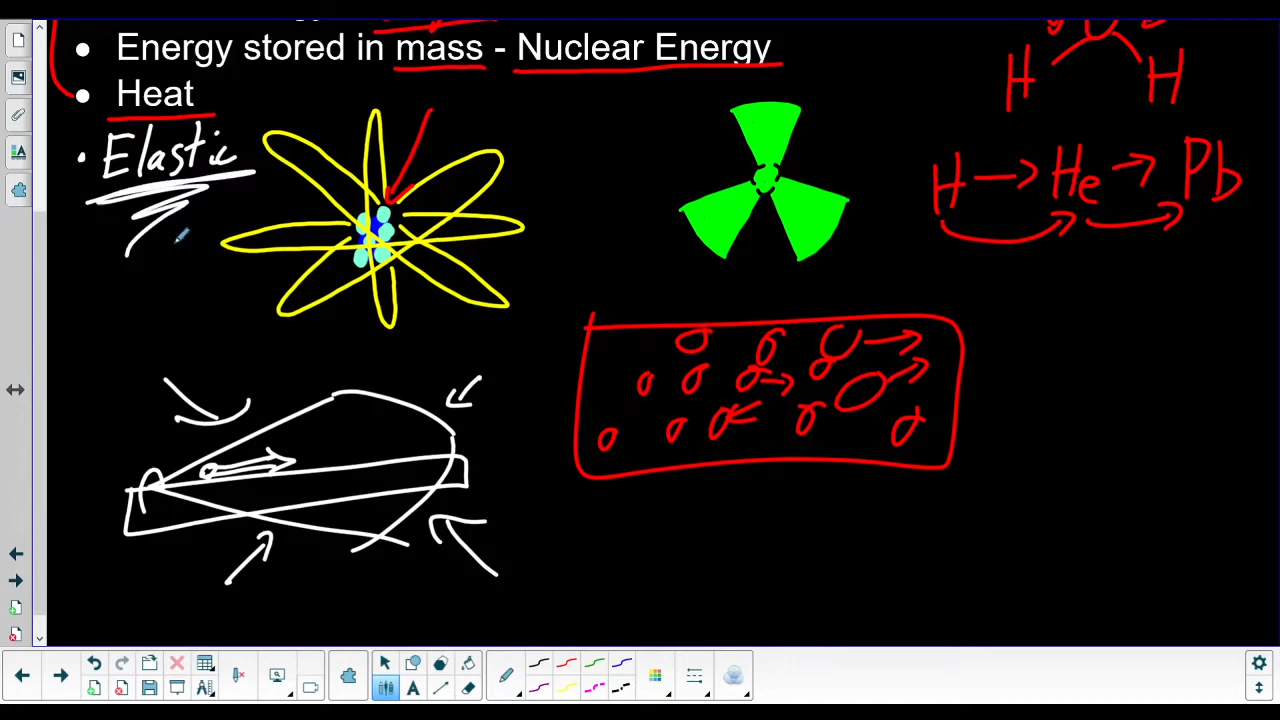 • Energy stored in mass - Nuclear Energy
• Heat
• Elastic
H H
H → He → Pb